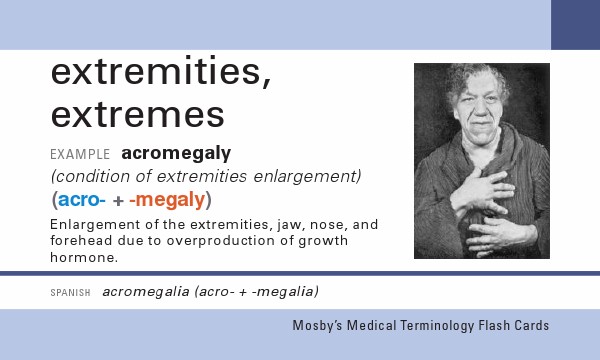 extremities,
extremes
EXAMPLE acromegaly
(condition of extremities enlargement)
(acro- + -megaly)
Enlargement of the extremities, jaw, nose, and
forehead due to overproduction of growth
hormone.
SPANISH acromegalia (acro- + -megalia)
Mosby's Medical Terminology Flash Cards